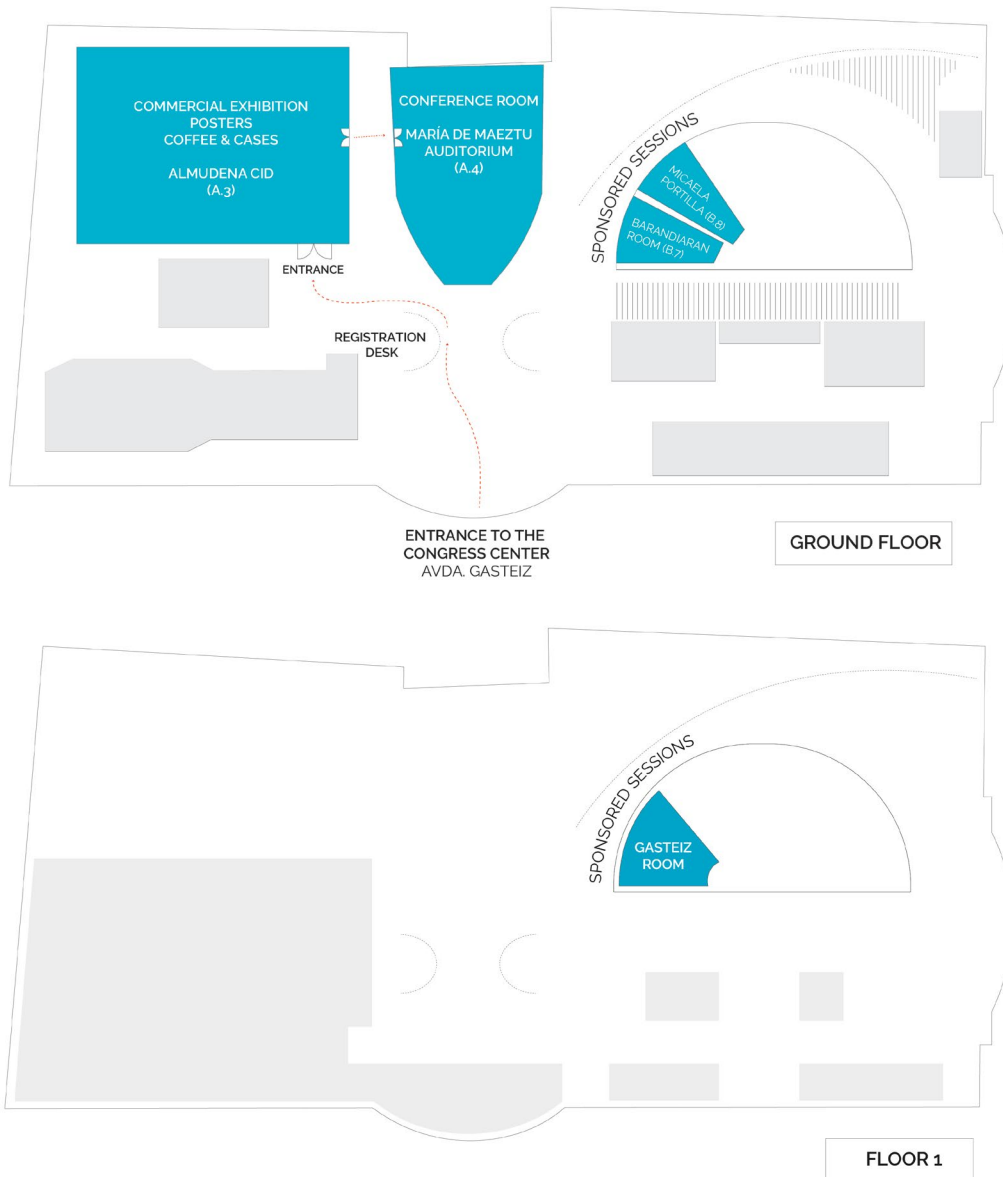 COMMERCIAL EXHIBITION
POSTERS
COFFEE & CASES
ALMUDENA CID
(A.3)
CONFERENCE ROOM
MARÍA DE MAEZTU
AUDITORIUM
(A.4)
SPONSORED SESSIONS
MICAELA
PORTILLA (B.8)
BARANDIARAN
ROOM (B.7)
ENTRANCE
REGISTRATION
DESK
ENTRANCE TO THE
CONGRESS CENTER
AVDA. GASTEIZ
GROUND FLOOR
SPONSORED SESSIONS
GASTEIZ
ROOM
FLOOR 1